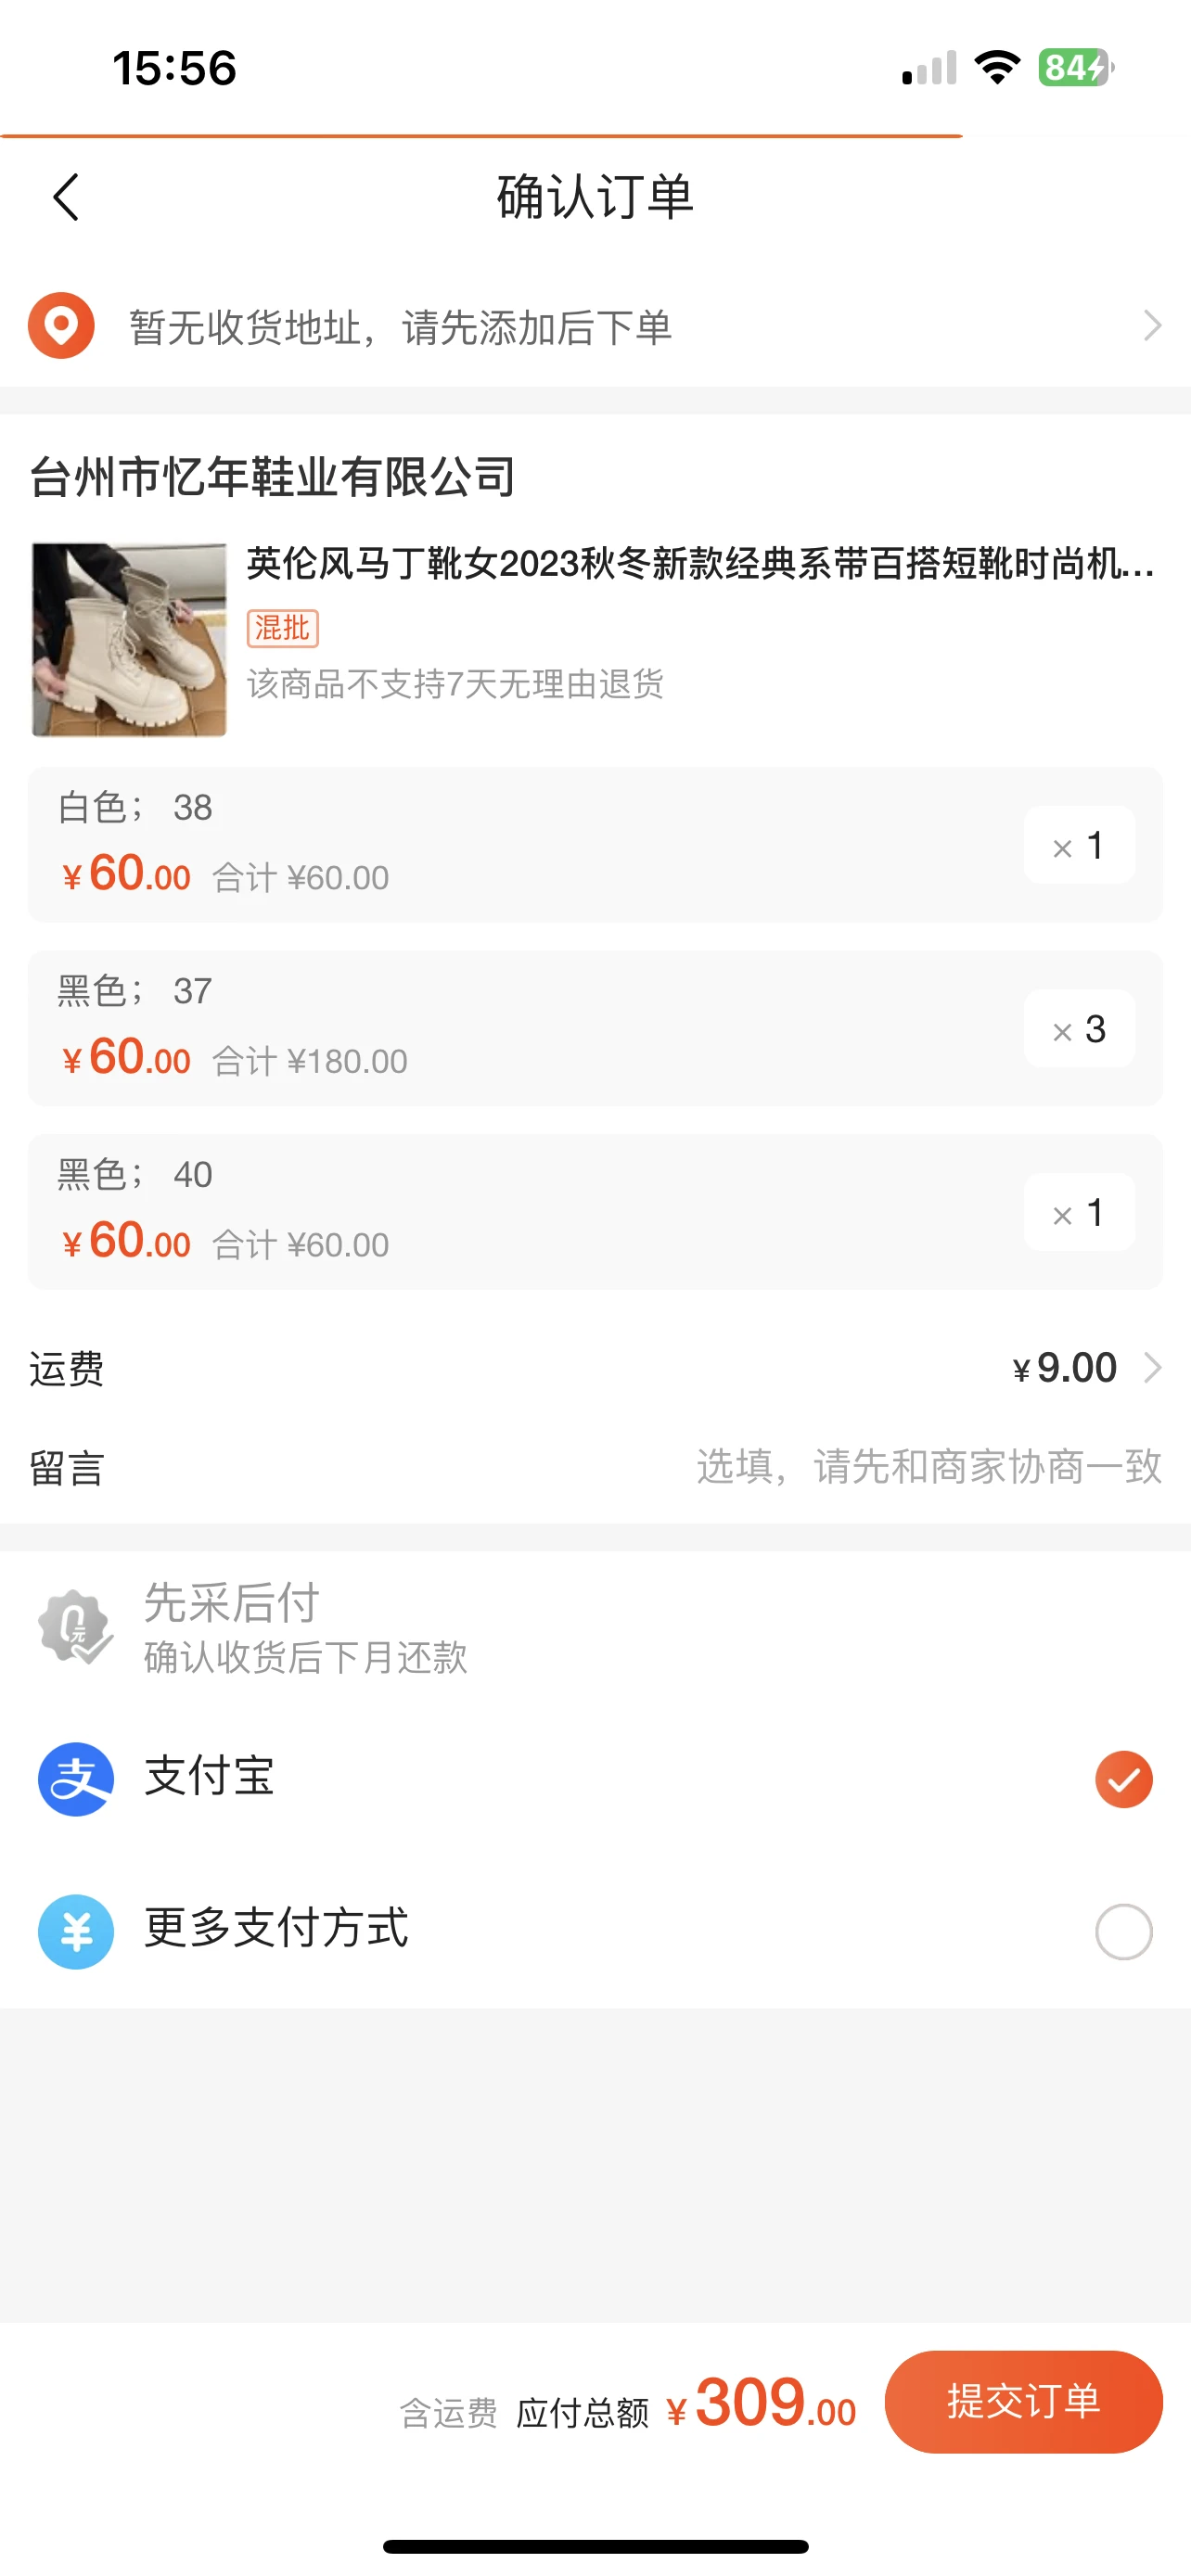 15:56
84
确认订单
暂无收货地址，请先添加后下单
台州市忆年鞋业有限公司
英伦风马丁靴女2023秋冬新款经典系带百搭短靴时尚机...
混批
该商品不支持7天无理由退货
白色； 38
¥60.00 合计 ¥60.00
× 1
黑色； 37
¥60.00 合计 ¥180.00
× 3
黑色； 40
¥60.00 合计 ¥60.00
× 1
运费 ¥9.00
留言 选填，请先和商家协商一致
0元
先采后付
确认收货后下月还款
支 支付宝
¥ 更多支付方式
含运费 应付总额 ¥309.00 提交订单